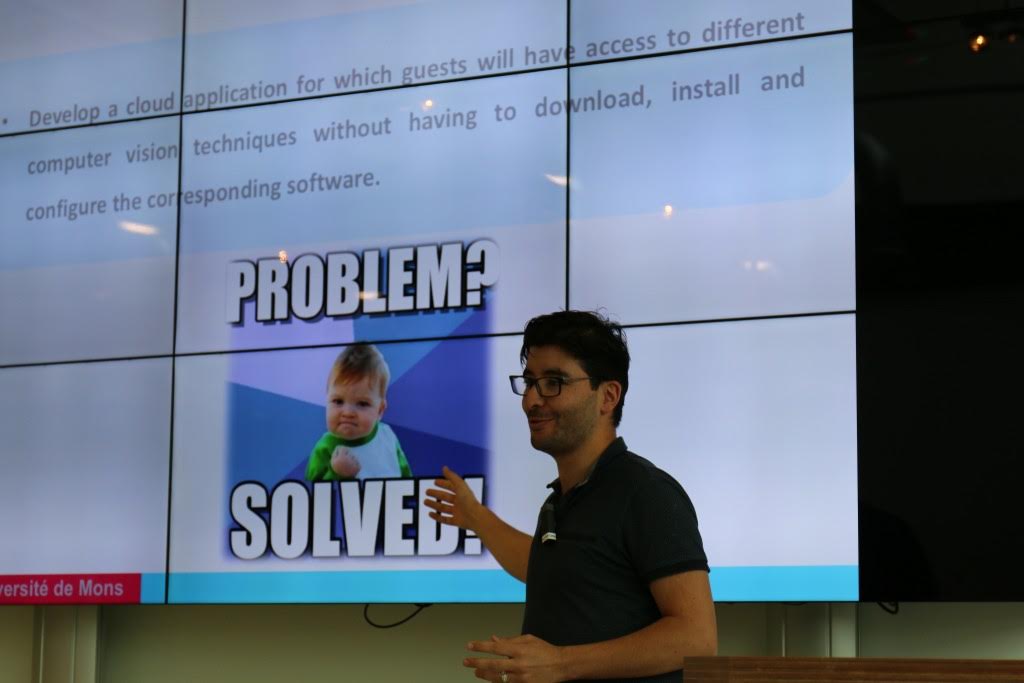 • Develop a cloud application for which guests will have access to different
computer vision techniques without having to download, install and
configure the corresponding software.
PROBLEM?
SOLVED!
versité de Mons